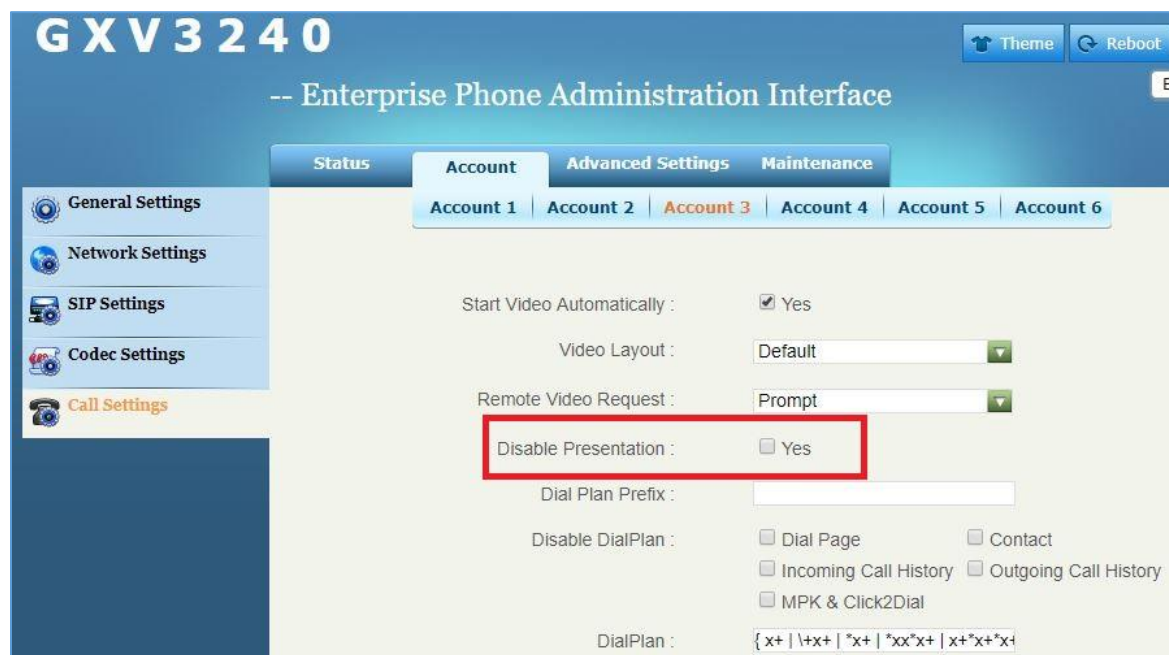 GXV3240
Theme
Reboot
-- Enterprise Phone Administration Interface
E
Status Account Advanced Settings Maintenance
Account 1 Account 2 Account 3 Account 4 Account 5 Account 6
General Settings
Network Settings
SIP Settings
Codec Settings
Call Settings
Start Video Automatically : Yes
Video Layout : Default
Remote Video Request : Prompt
Disable Presentation : Yes
Dial Plan Prefix :
Disable DialPlan : Dial Page Contact
Incoming Call History Outgoing Call History
MPK & Click2Dial
DialPlan : { x+ | \+x+ | *x+ | *xx*x+ | x+*x+*x+